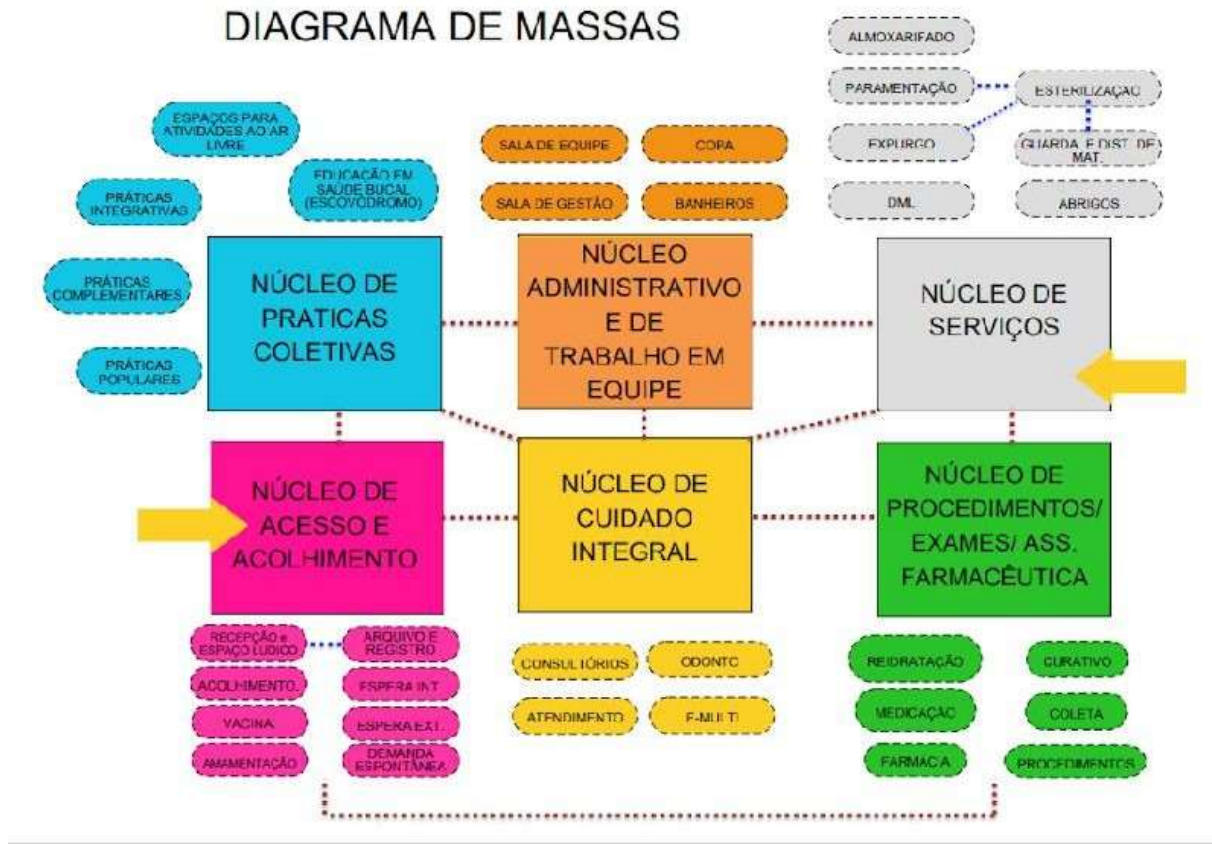 DIAGRAMA DE MASSAS
ALMOXARIFADO
PARAMENTAÇÃO
ESTERILIZAÇÃO
EXPURGO
GUARDA E DIST. DE
MAT.
DML
ABRIGOS
ESPAÇOS PARA
ATIVIDADES AO AR
LIVRE
EDUCAÇÃO EM
SAÚDE BUCAL
(ESCOVÓDROMO)
PRÁTICAS
INTEGRATIVAS
PRÁTICAS
COMPLEMENTARES
PRÁTICAS
POPULARES
SALA DE EQUIPE
COPA
SALA DE GESTÃO
BANHEIROS
NÚCLEO DE
PRATICAS
COLETIVAS
NÚCLEO
ADMINISTRATIVO
E DE
TRABALHO EM
EQUIPE
NÚCLEO DE
SERVIÇOS
NÚCLEO DE
ACESSO E
ACOLHIMENTO
NÚCLEO DE
CUIDADO
INTEGRAL
NÚCLEO DE
PROCEDIMENTOS/
EXAMES/ ASS.
FARMACÊUTICA
RECEPÇÃO e
ESPAÇO LÚDICO
ARQUIVO E
REGISTRO
ACOLHIMENTO.
ESPERA INT.
VACINA
ESPERA EXT.
AMAMENTAÇÃO
DEMANDA
ESPONTÂNEA
CONSULTÓRIOS
ODONTO
ATENDIMENTO
E-MULTI
REIDRATAÇÃO
CURATIVO
MEDICAÇÃO
COLETA
FARMACIA
PROCEDIMENTOS